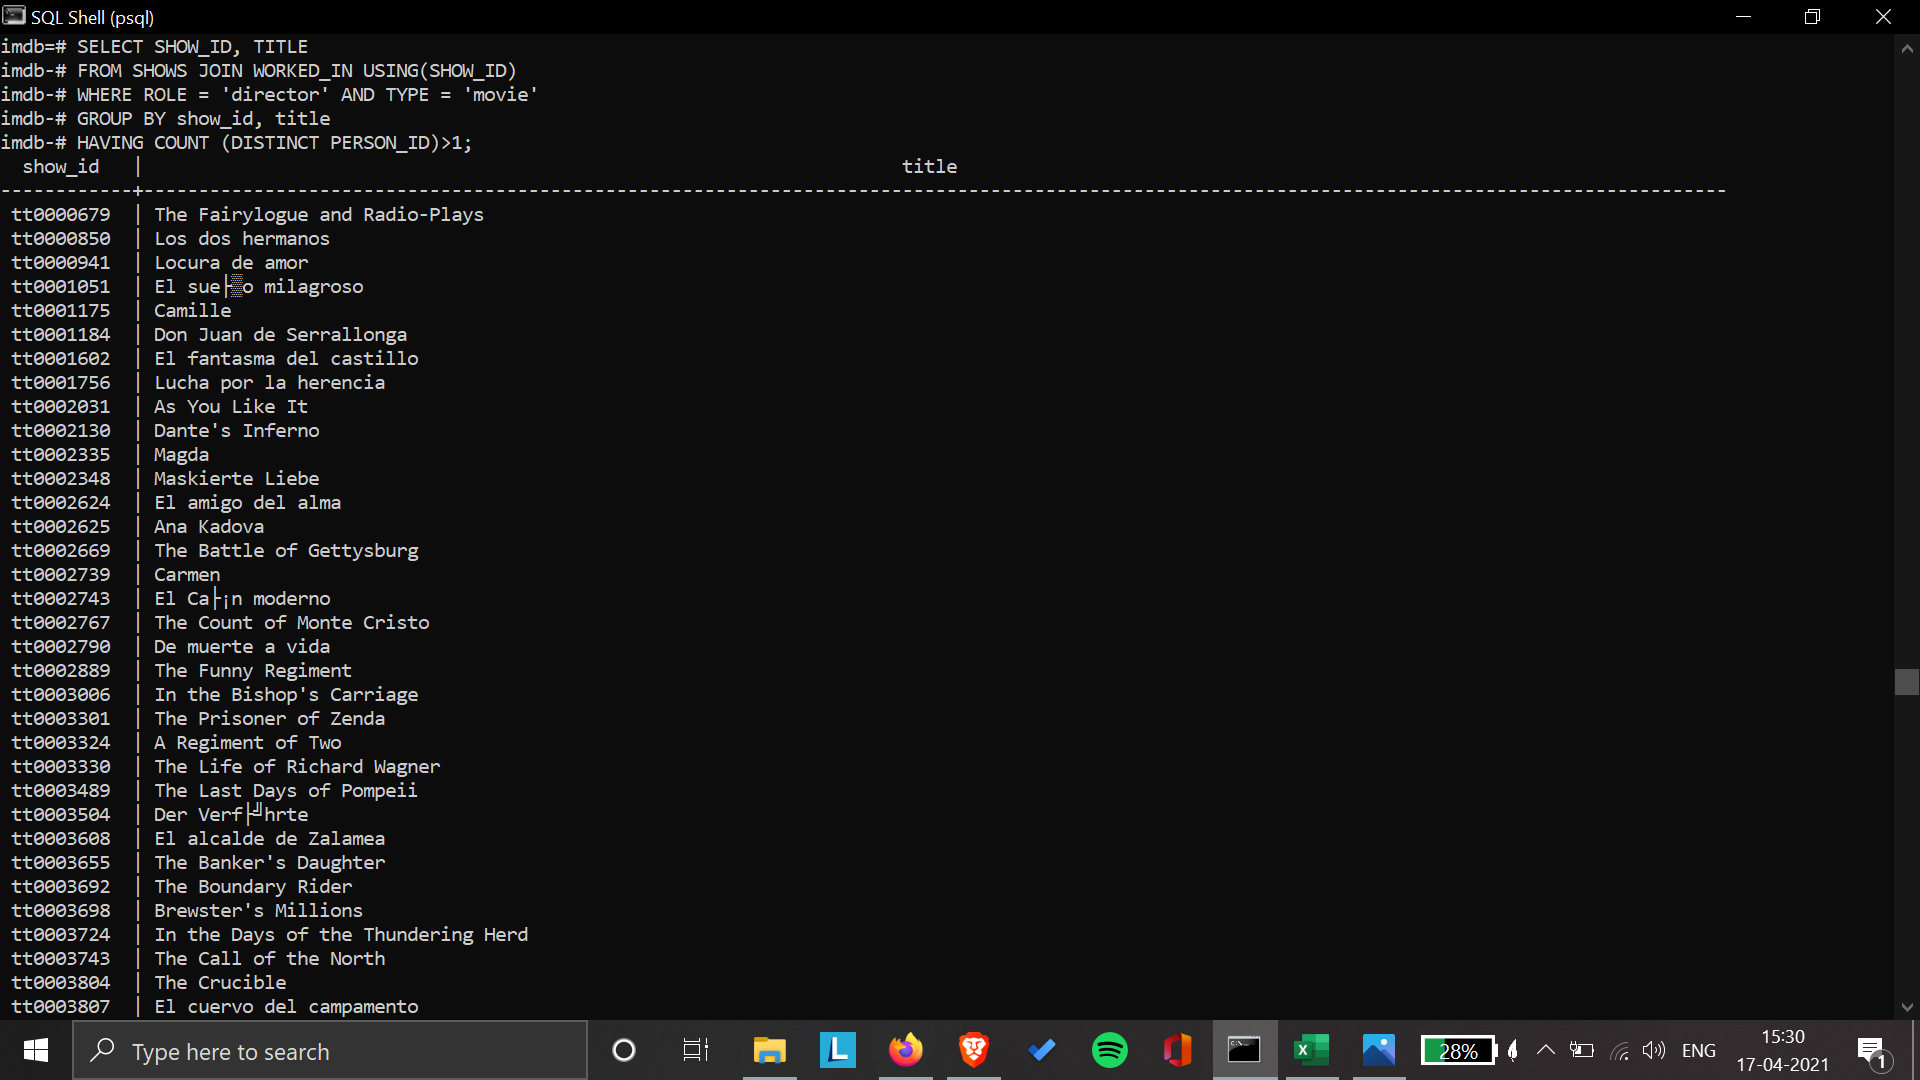 SQL Shell (psql)
imdb=# SELECT SHOW_ID, TITLE
imdb-# FROM SHOWS JOIN WORKED_IN USING(SHOW_ID)
imdb-# WHERE ROLE = 'director' AND TYPE = 'movie'
imdb-# GROUP BY show_id, title
imdb-# HAVING COUNT (DISTINCT PERSON_ID)>1;
show_id | title
------------+------------------------------------------------------------------------------------------------------------------------------------------------
tt0000679 | The Fairylogue and Radio-Plays
tt0000850 | Los dos hermanos
tt0000941 | Locura de amor
tt0001051 | El sue├▒o milagroso
tt0001175 | Camille
tt0001184 | Don Juan de Serrallonga
tt0001602 | El fantasma del castillo
tt0001756 | Lucha por la herencia
tt0002031 | As You Like It
tt0002130 | Dante's Inferno
tt0002335 | Magda
tt0002348 | Maskierte Liebe
tt0002624 | El amigo del alma
tt0002625 | Ana Kadova
tt0002669 | The Battle of Gettysburg
tt0002739 | Carmen
tt0002743 | El Ca├¡n moderno
tt0002767 | The Count of Monte Cristo
tt0002790 | De muerte a vida
tt0002889 | The Funny Regiment
tt0003006 | In the Bishop's Carriage
tt0003301 | The Prisoner of Zenda
tt0003324 | A Regiment of Two
tt0003330 | The Life of Richard Wagner
tt0003489 | The Last Days of Pompeii
tt0003504 | Der Verf├╝hrte
tt0003608 | El alcalde de Zalamea
tt0003655 | The Banker's Daughter
tt0003692 | The Boundary Rider
tt0003698 | Brewster's Millions
tt0003724 | In the Days of the Thundering Herd
tt0003743 | The Call of the North
tt0003804 | The Crucible
tt0003807 | El cuervo del campamento
Type here to search
L
28%
ENG
15:30
17-04-2021
1